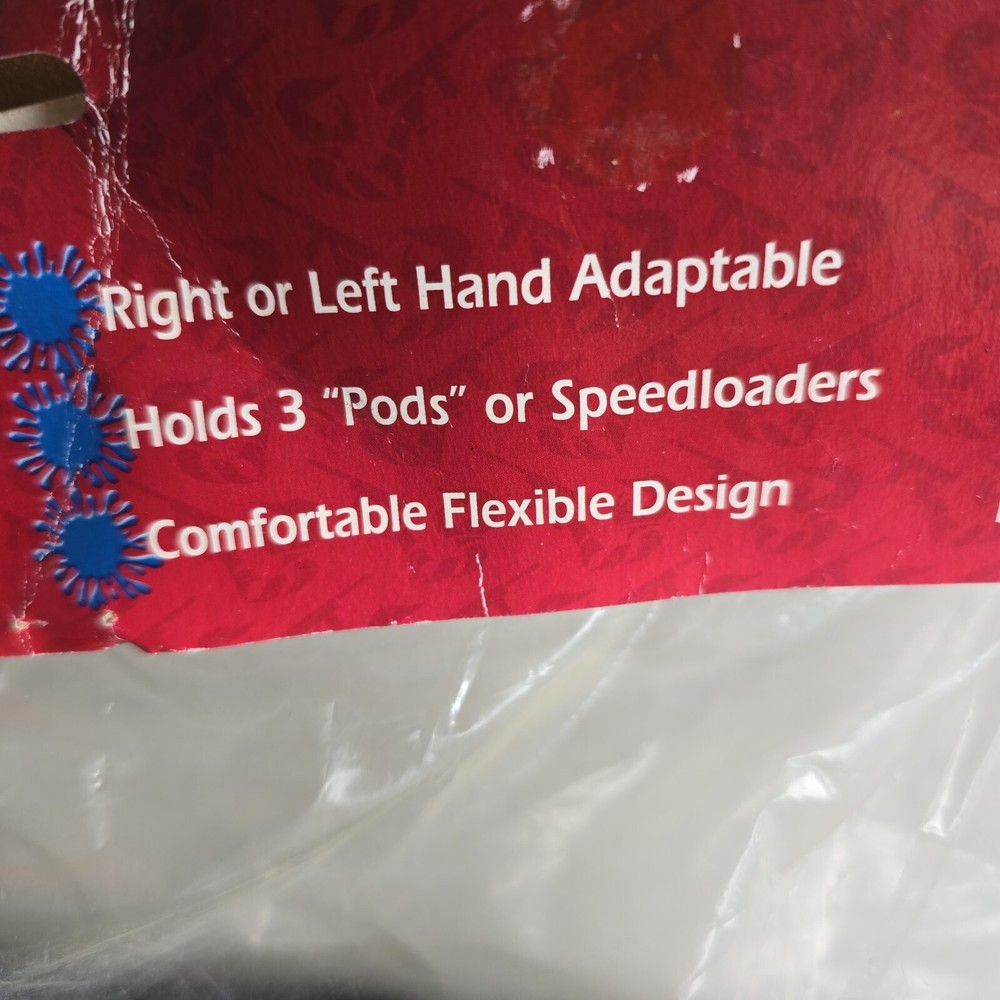 Right or Left Hand Adaptable
Holds 3 “Pods” or Speedloaders
Comfortable Flexible Design